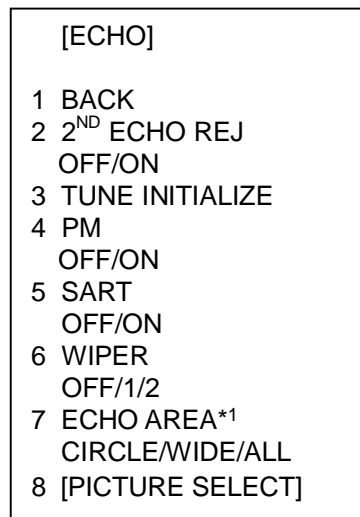 [ECHO]
1 BACK
2 2ND ECHO REJ
OFF/ON
3 TUNE INITIALIZE
4 PM
OFF/ON
5 SART
OFF/ON
6 WIPER
OFF/1/2
7 ECHO AREA*1
CIRCLE/WIDE/ALL
8 [PICTURE SELECT]